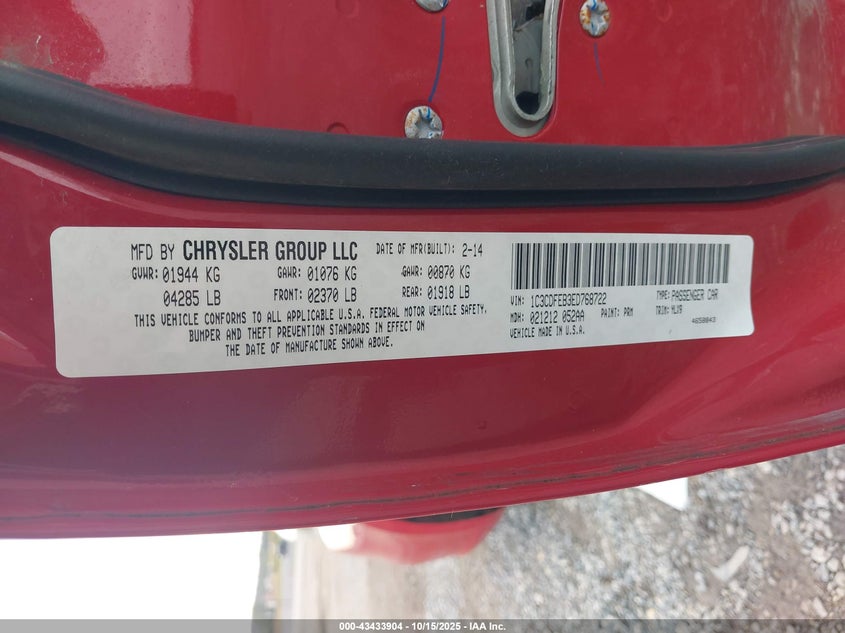 MFD BY CHRYSLER GROUP LLC DATE OF MFR(BUILT): 2-14
GVWR: 01944 KG GAWR: 01076 KG GAWR: 00870 KG
04285 LB FRONT: 02370 LB REAR: 01918 LB
THIS VEHICLE CONFORMS TO ALL APPLICABLE U.S.A. FEDERAL MOTOR VEHICLE SAFETY,
BUMPER AND THEFT PREVENTION STANDARDS IN EFFECT ON
THE DATE OF MANUFACTURE SHOWN ABOVE.
VIN: 1C3CDFEB3ED768722 TYPE: PASSENGER CAR
MDH: 021212 052AA PAINT: PRM TRIM: HLX9
VEHICLE MADE IN U.S.A. 4650843
000-43433904 - 10/15/2025 - IAA Inc.